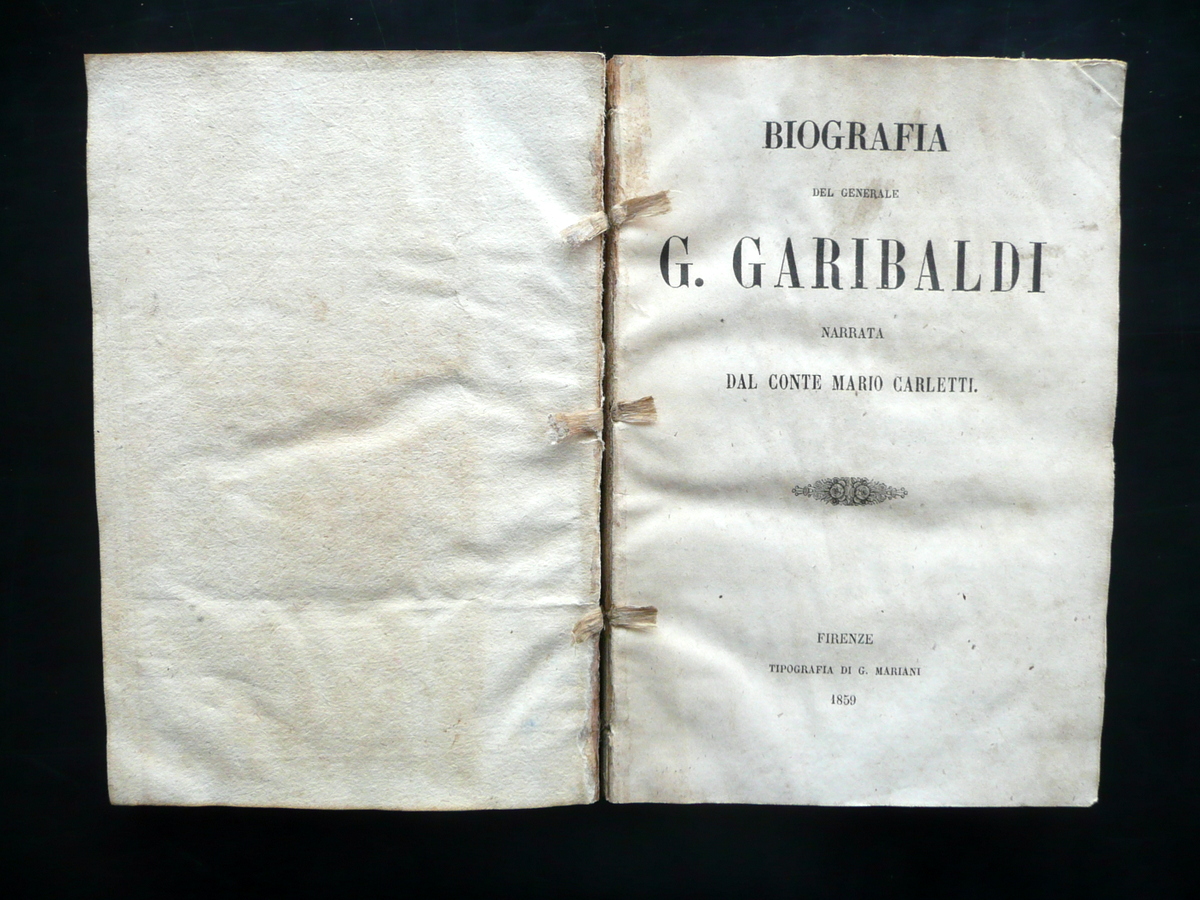 BIOGRAFIA
DEL GENERALE
G. GARIBALDI
NARRATA
DAL CONTE MARIO CARLETTI.
FIRENZE
TIPOGRAFIA DI G. MARIANI
1859